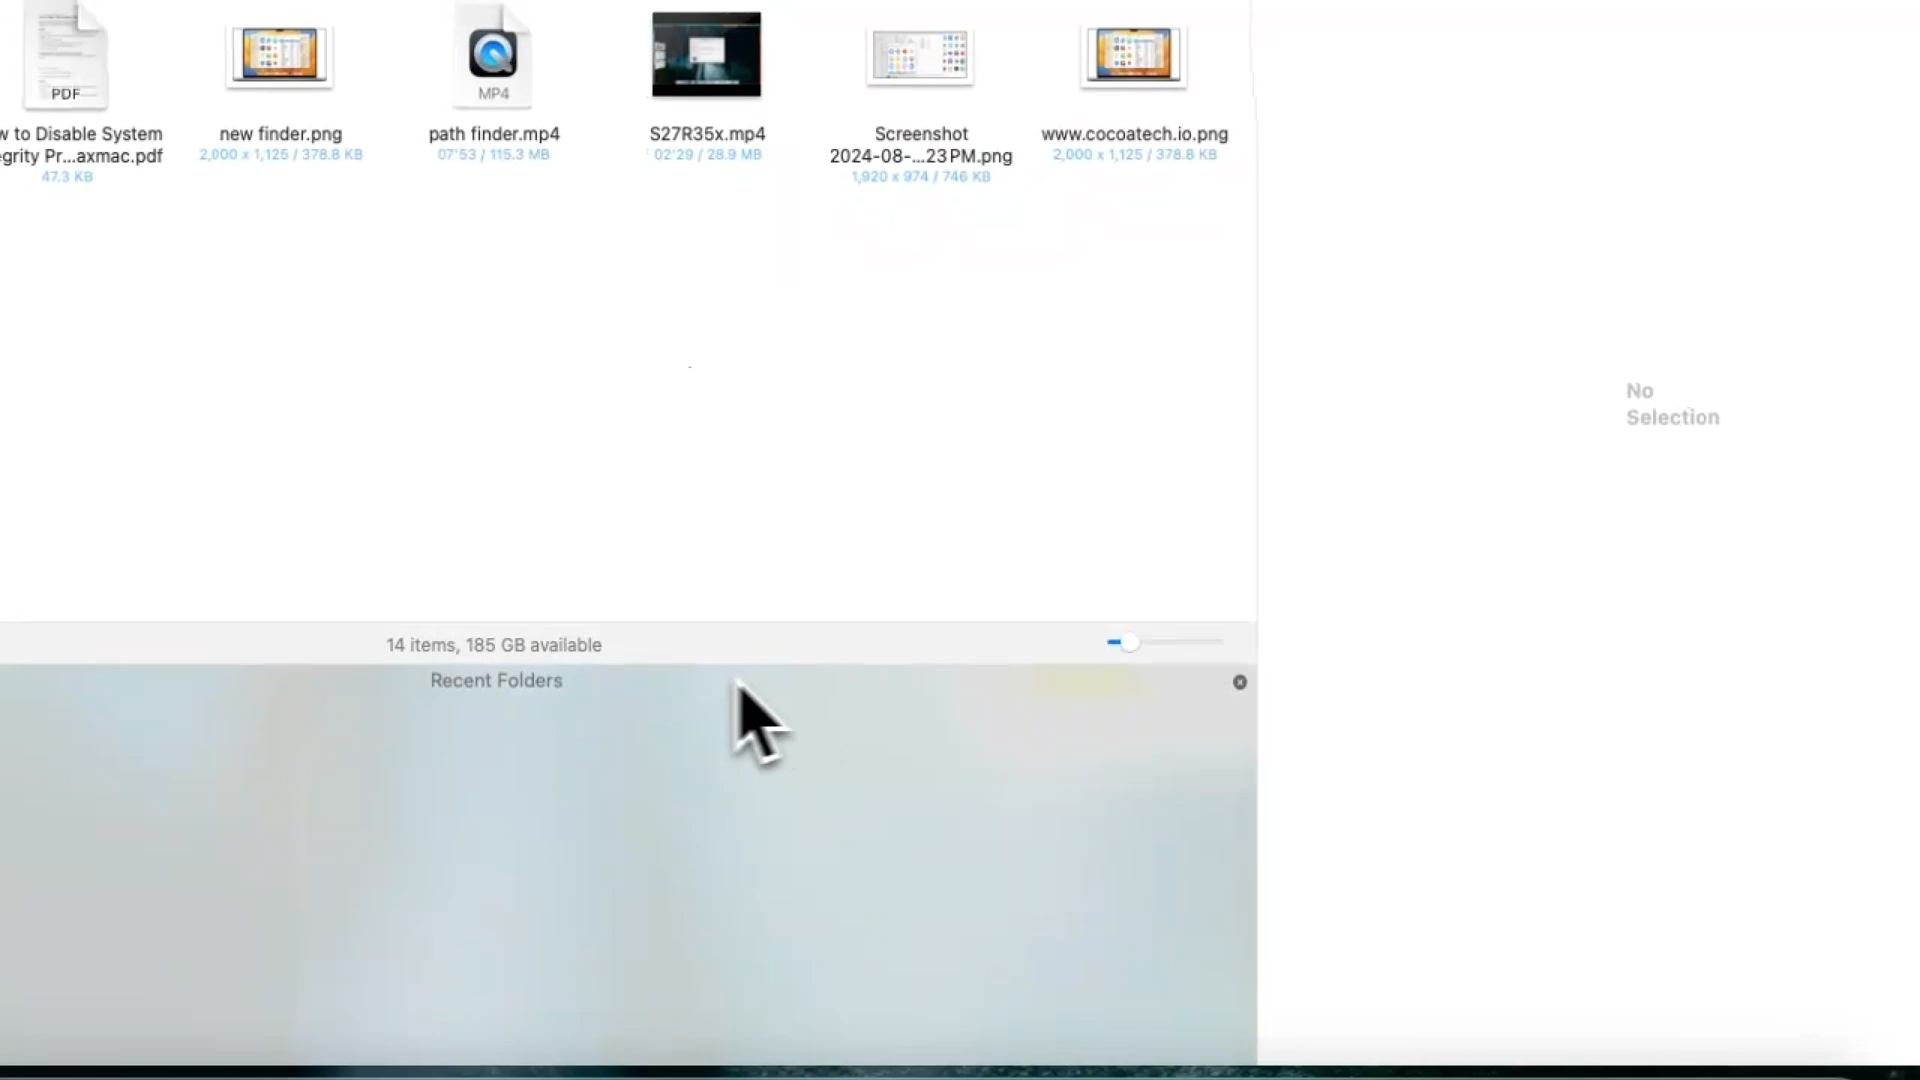 PDF
MP4
w to Disable System
egrity Pr...axmac.pdf
47.3 KB
new finder.png
2,000 x 1,125 / 378.8 KB
path finder.mp4
07'53 / 115.3 MB
S27R35x.mp4
02'29 / 28.9 MB
Screenshot
2024-08-...23 PM.png
1,920 x 974 / 746 KB
www.cocoatech.io.png
2,000 x 1,125 / 378.8 KB
No
Selection
14 items, 185 GB available
Recent Folders